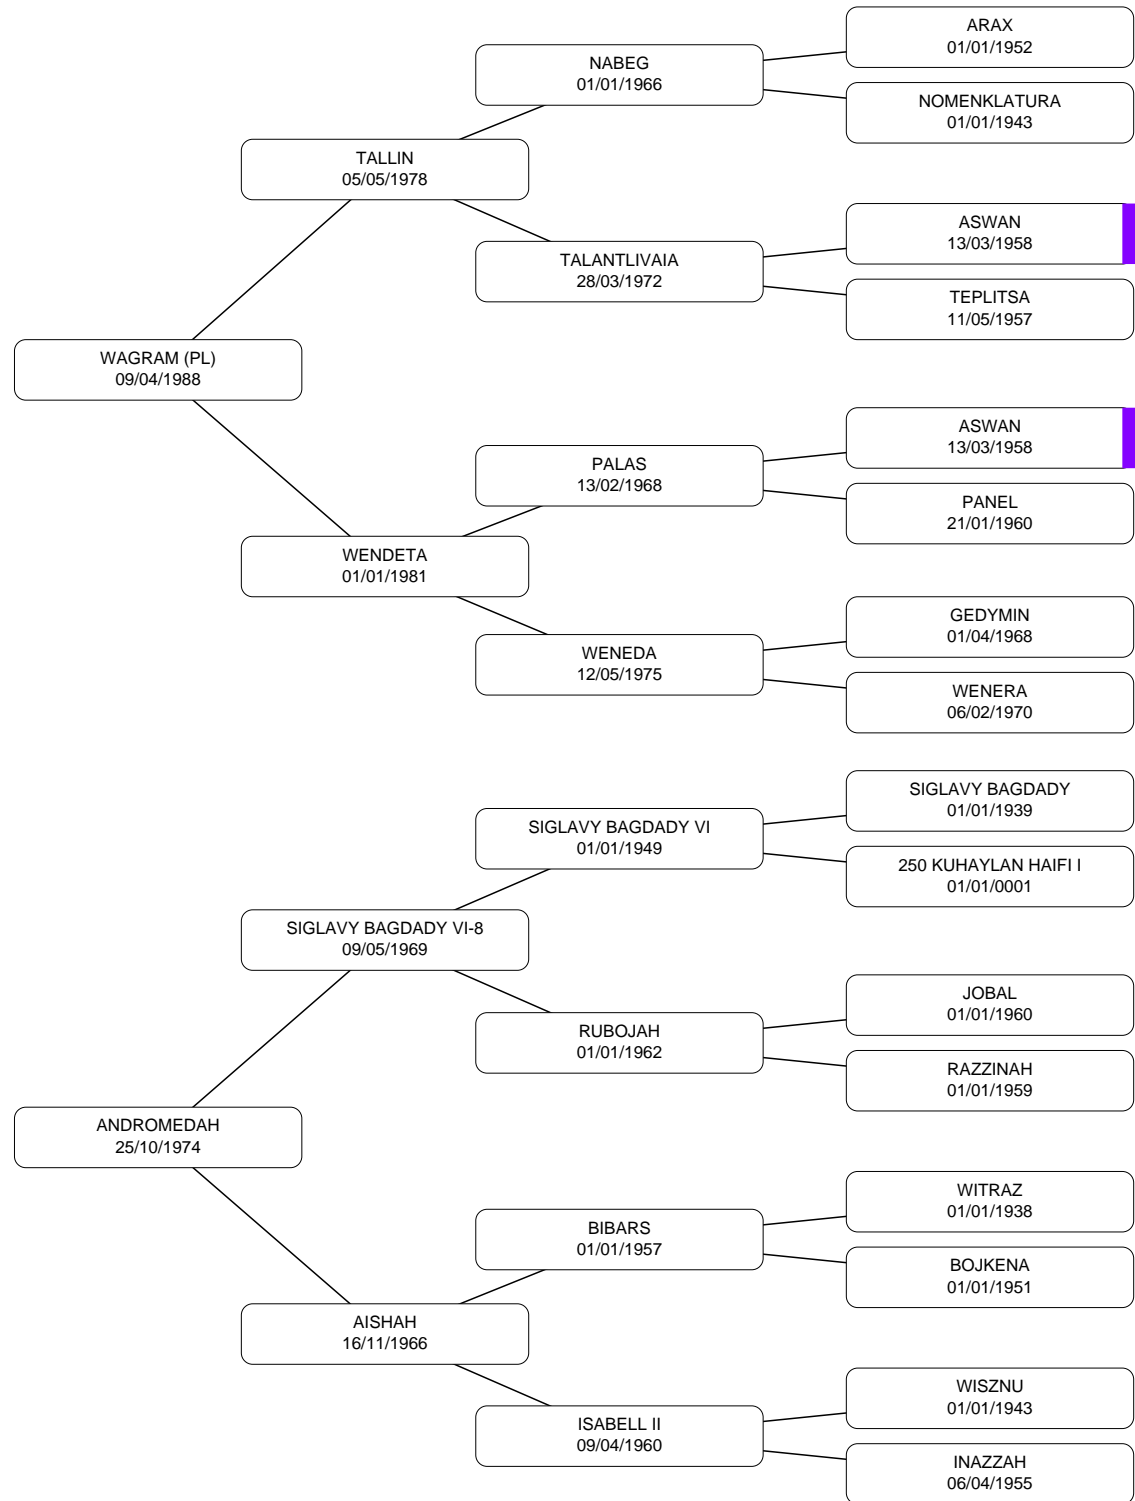 ARAX
01/01/1952
NABEG
01/01/1966
NOMENKLATURA
01/01/1943
TALLIN
05/05/1978
ASWAN
13/03/1958
TALANTLIVAIA
28/03/1972
TEPLITSA
11/05/1957
WAGRAM (PL)
09/04/1988
ASWAN
13/03/1958
PALAS
13/02/1968
PANEL
21/01/1960
WENDETA
01/01/1981
GEDYMIN
01/04/1968
WENEDA
12/05/1975
WENERA
06/02/1970
SIGLAVY BAGDADY
01/01/1939
SIGLAVY BAGDADY VI
01/01/1949
250 KUHAYLAN HAIFI I
01/01/0001
SIGLAVY BAGDADY VI-8
09/05/1969
JOBAL
01/01/1960
RUBOJAH
01/01/1962
RAZZINAH
01/01/1959
ANDROMEDAH
25/10/1974
WITRAZ
01/01/1938
BIBARS
01/01/1957
BOJKENA
01/01/1951
AISHAH
16/11/1966
WISZNU
01/01/1943
ISABELL II
09/04/1960
INAZZAH
06/04/1955